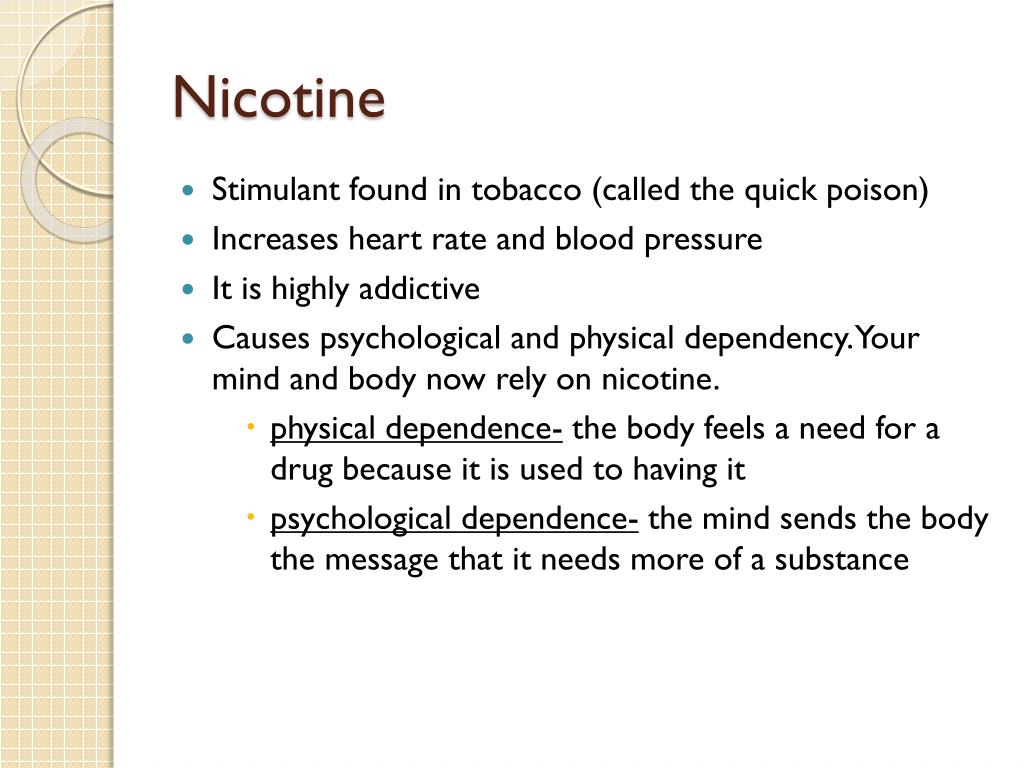 Nicotine
• Stimulant found in tobacco (called the quick poison)
• Increases heart rate and blood pressure
• It is highly addictive
• Causes psychological and physical dependency. Your
mind and body now rely on nicotine.
• physical dependence- the body feels a need for a
drug because it is used to having it
• psychological dependence- the mind sends the body
the message that it needs more of a substance